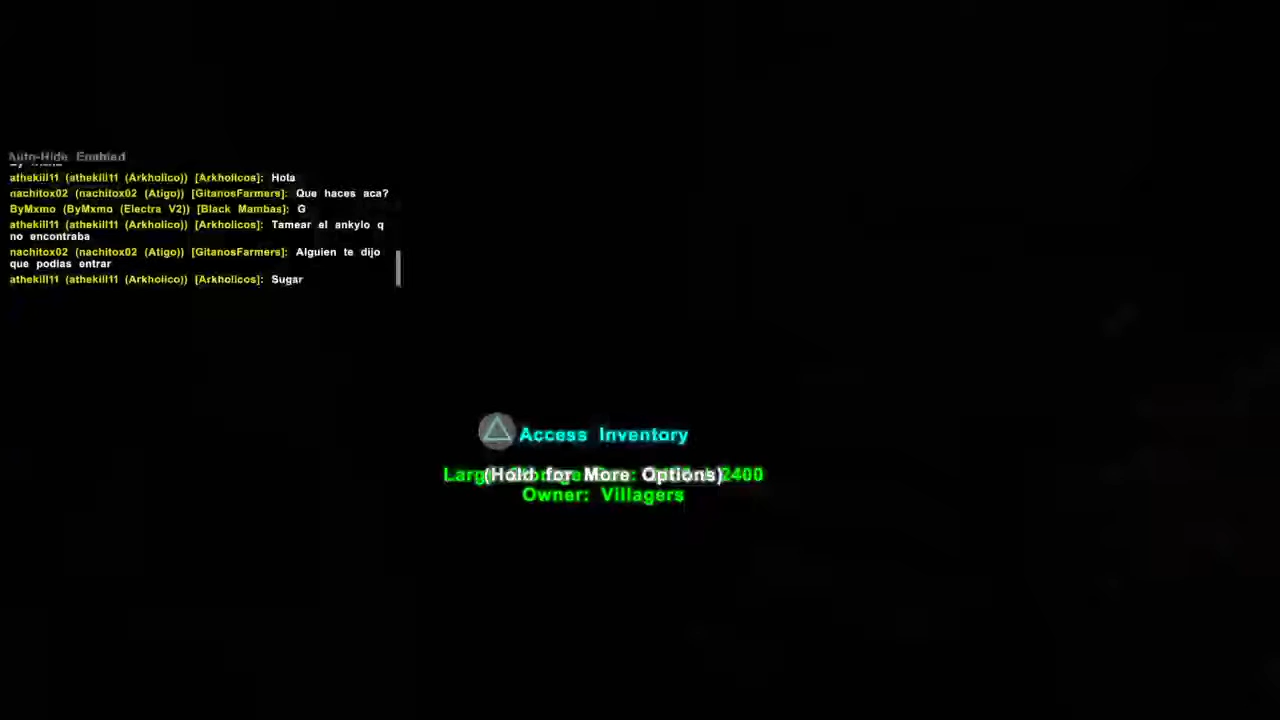 Auto-Hide Enabled
athekill11 (athekill11 (Arkholico)) [Arkholicos]: Hola
nachitox02 (nachitox02 (Atigo)) [GitanosFarmers]: Que haces aca?
ByMxmo (ByMxmo (Electra V2)) [Black Mambas]: G
athekill11 (athekill11 (Arkholico)) [Arkholicos]: Tamear el ankylo q
no encontraba
nachitox02 (nachitox02 (Atigo)) [GitanosFarmers]: Alguien te dijo
que podias entrar
athekill11 (athekill11 (Arkholico)) [Arkholicos]: Sugar
Access Inventory
(Hold for More Options)
2400
Owner: Villagers